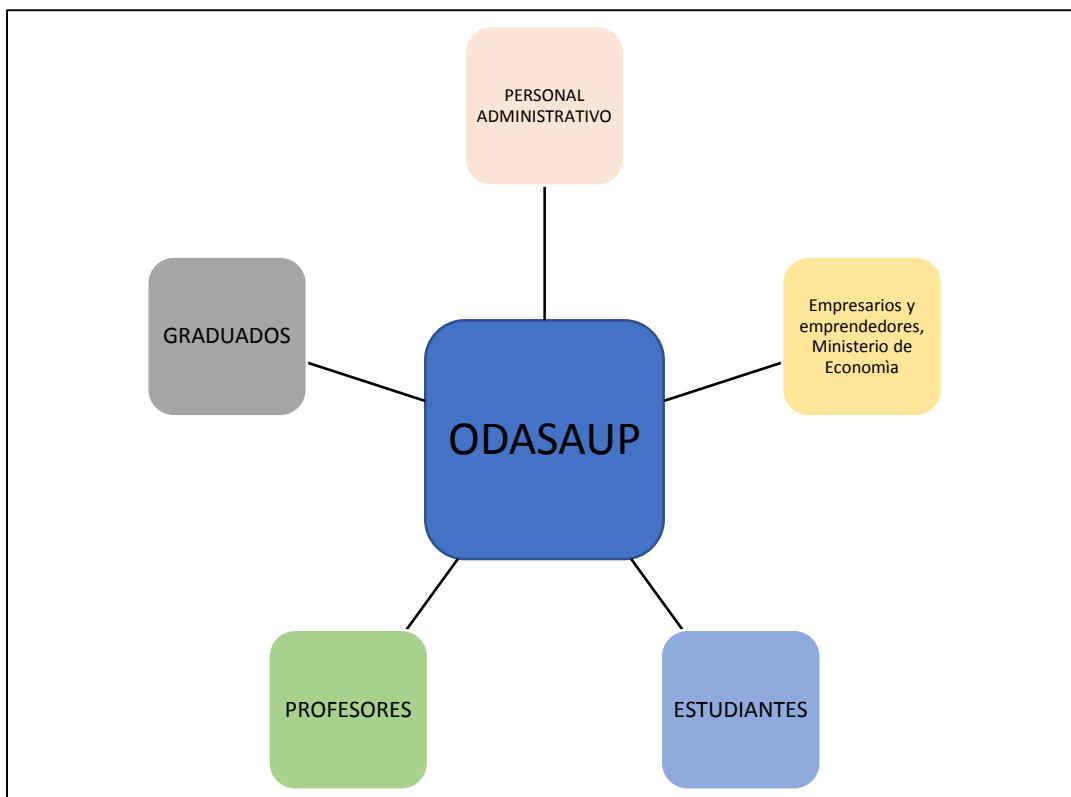 PERSONAL
ADMINISTRATIVO
GRADUADOS
Empresarios y
emprendedores,
Ministerio de
Economìa
ODASAUP
PROFESORES
ESTUDIANTES